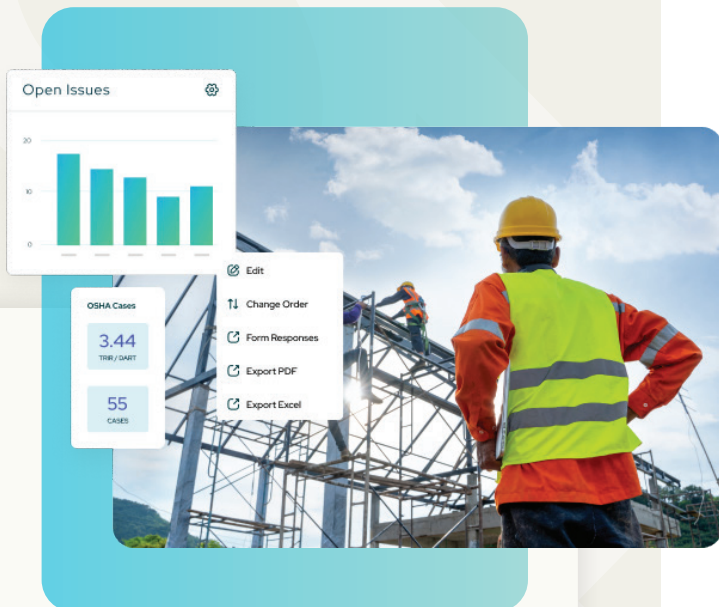 Open Issues
20
10
0
OSHA Cases
3.44
TRIR / DART
55
CASES
Edit
Change Order
Form Responses
Export PDF
Export Excel